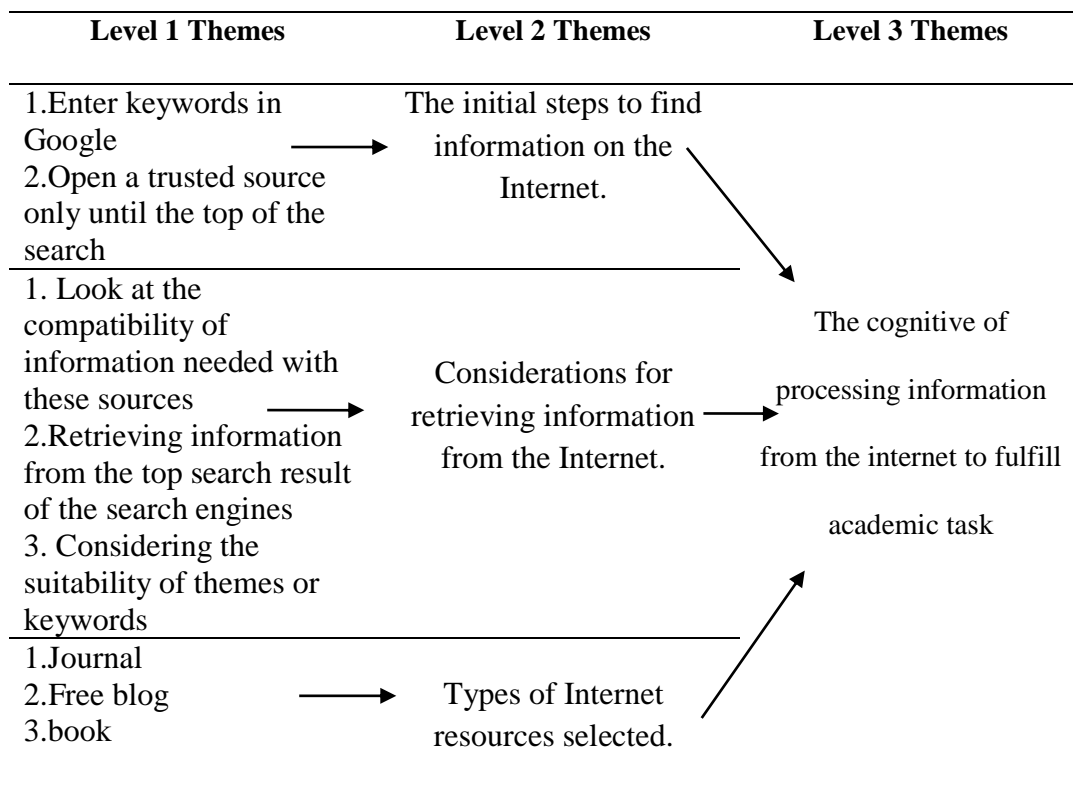 Level 1 Themes Level 2 Themes Level 3 Themes
1.Enter keywords in
Google
2.Open a trusted source
only until the top of the
search
The initial steps to find
information on the
Internet.
1. Look at the
compatibility of
information needed with
these sources
2.Retrieving information
from the top search result
of the search engines
3. Considering the
suitability of themes or
keywords
Considerations for
retrieving information
from the Internet.
1.Journal
2.Free blog
3.book
Types of Internet
resources selected.
The cognitive of
processing information
from the internet to fulfill
academic task